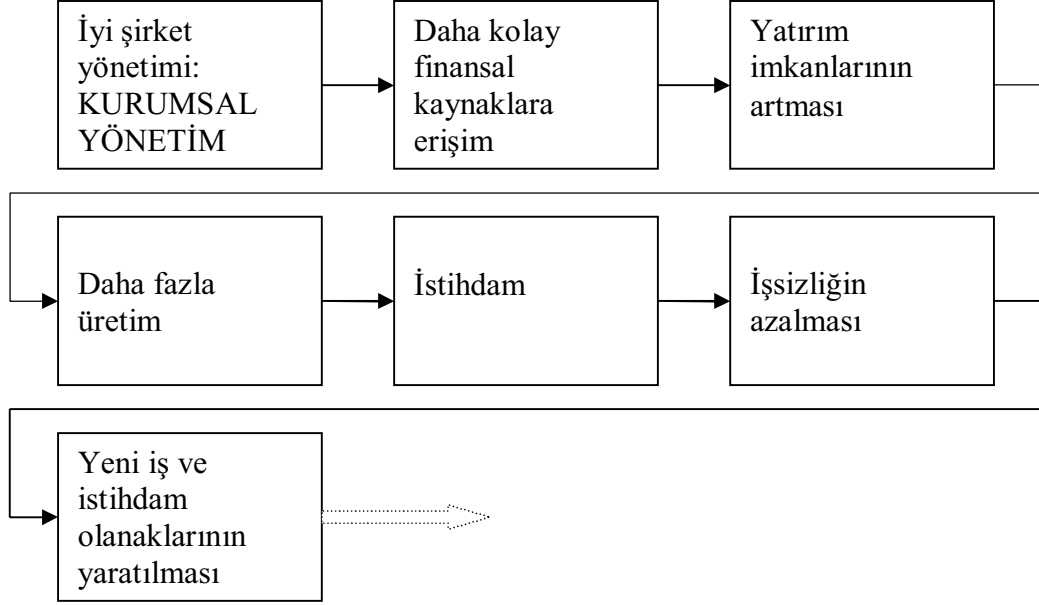 İyi şirket
yönetimi:
KURUMSAL
YÖNETİM
Daha kolay
finansal
kaynaklara
erişim
Yatırım
imkanlarının
artması
Daha fazla
üretim
İstihdam
İşsizliğin
azalması
Yeni iş ve
istihdam
olanaklarının
yaratılması